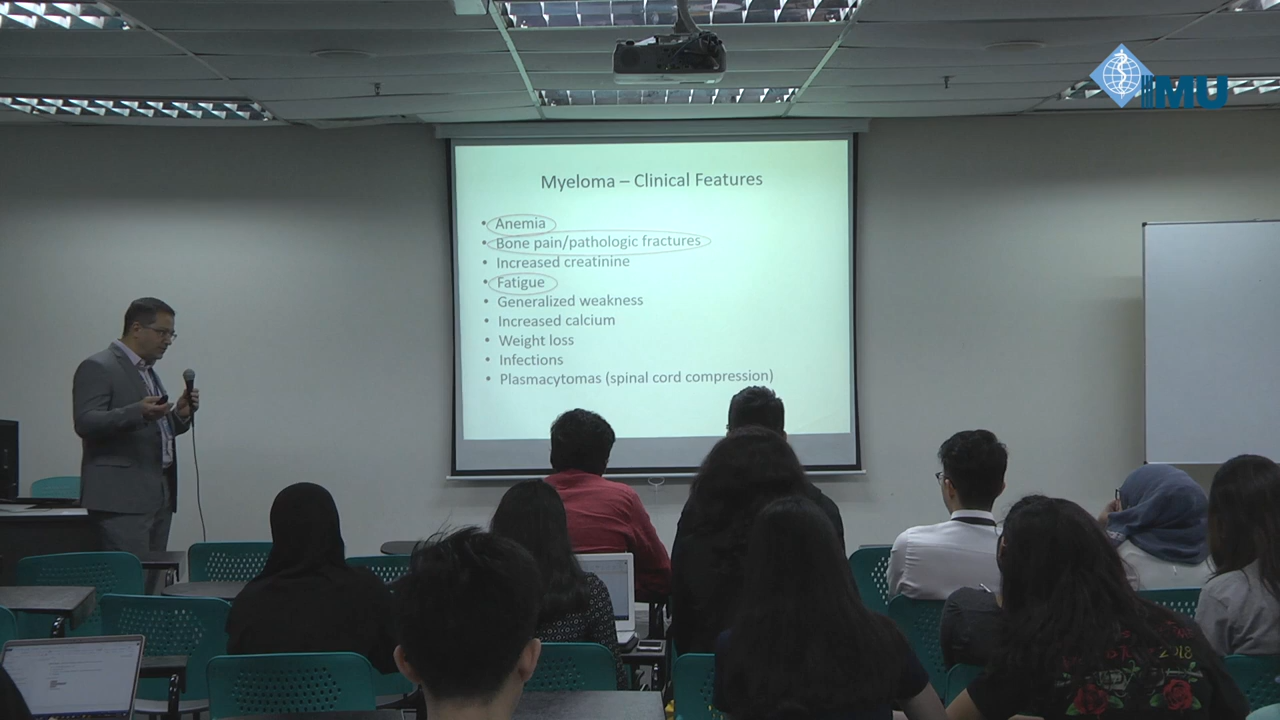 IMU
Myeloma – Clinical Features
• Anemia
• Bone pain/pathologic fractures
• Increased creatinine
• Fatigue
• Generalized weakness
• Increased calcium
• Weight loss
• Infections
• Plasmacytomas (spinal cord compression)
2018